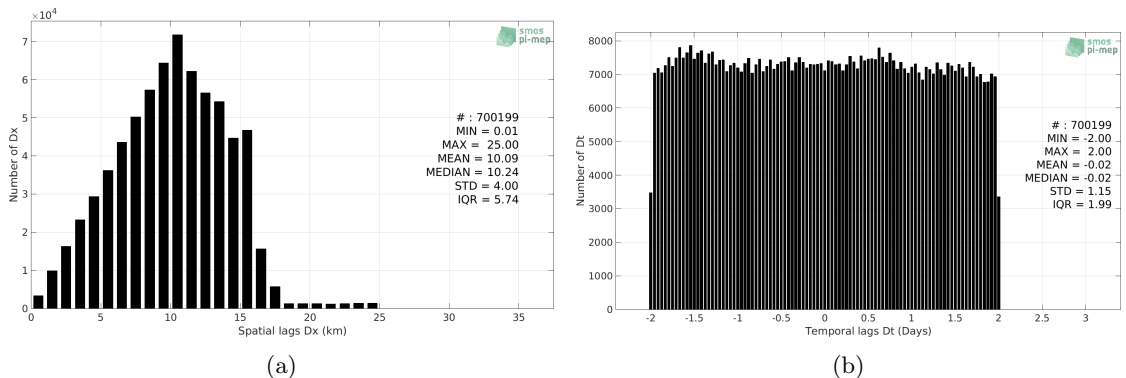 ×10⁴
7
6
5
4
3
2
1
0
Number of Dx
0 5 10 15 20 25 30 35
Spatial lags Dx (km)
smos
pi-mep
# : 700199
MIN = 0.01
MAX = 25.00
MEAN = 10.09
MEDIAN = 10.24
STD = 4.00
IQR = 5.74
(a)
8000
7000
6000
5000
4000
3000
2000
1000
0
Number of Dt
-2 -1.5 -1 -0.5 0 0.5 1 1.5 2 2.5 3
Temporal lags Dt (Days)
smos
pi-mep
# : 700199
MIN = -2.00
MAX = 2.00
MEAN = -0.02
MEDIAN = -0.02
STD = 1.15
IQR = 1.99
(b)